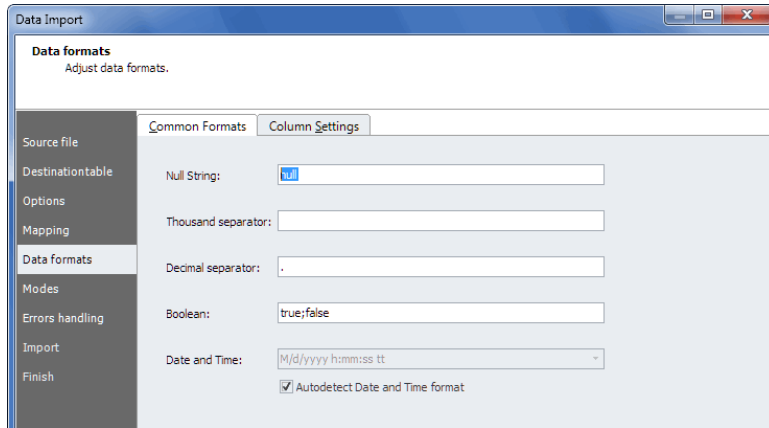 Data Import
Data formats
Adjust data formats.
Source file
Destinationtable
Options
Mapping
Data formats
Modes
Errors handling
Import
Finish
Common Formats Column Settings
Null String: null
Thousand separator:
Decimal separator: .
Boolean: true;false
Date and Time: M/d/yyyy h:mm:ss tt
Autodetect Date and Time format